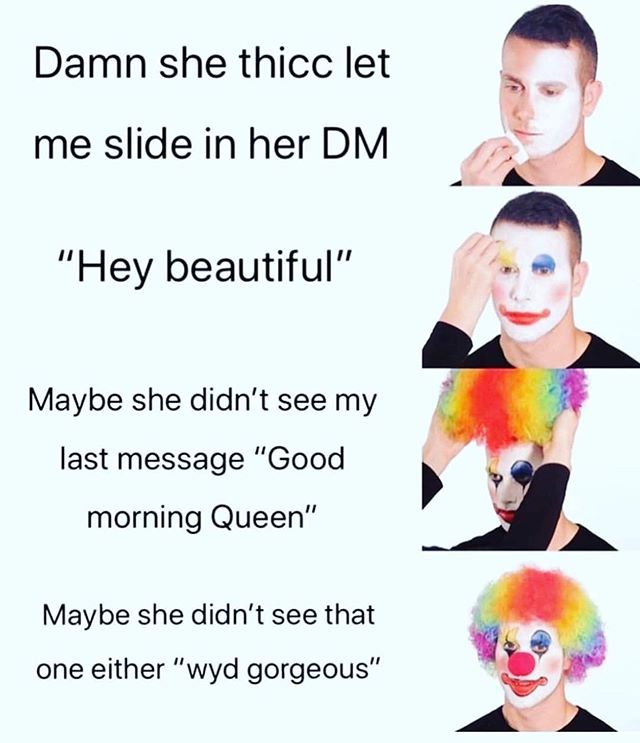 Damn she thicc let
me slide in her DM
“Hey beautiful”
Maybe she didn’t see my
last message “Good
morning Queen”
Maybe she didn’t see that
one either “wyd gorgeous”